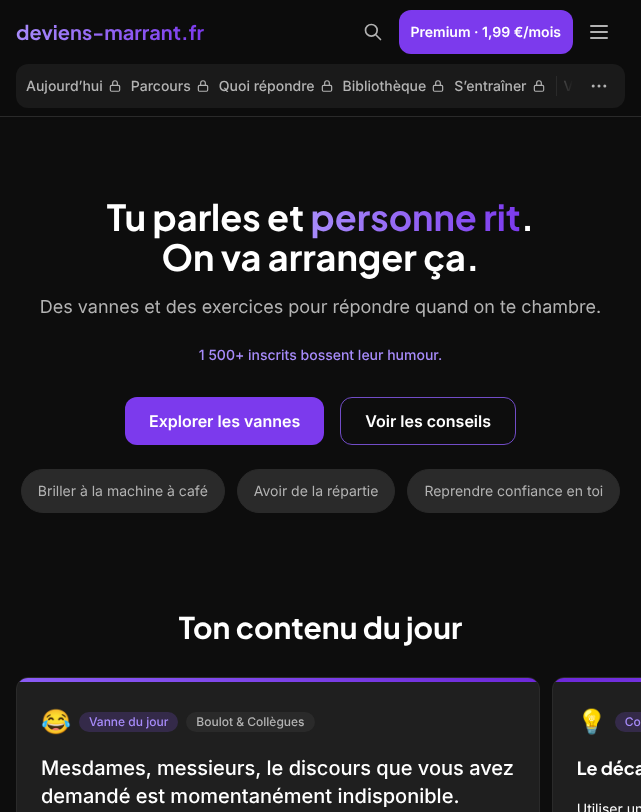 deviens-marrant.fr
Premium · 1,99 €/mois
Aujourd’hui Parcours Quoi répondre Bibliothèque S’entraîner
Tu parles et personne rit.
On va arranger ça.
Des vannes et des exercices pour répondre quand on te chambre.
1 500+ inscrits bossent leur humour.
Explorer les vannes Voir les conseils
Briller à la machine à café Avoir de la répartie Reprendre confiance en toi
Ton contenu du jour
Vanne du jour Boulot & Collègues
Mesdames, messieurs, le discours que vous avez
demandé est momentanément indisponible.
Utiliser